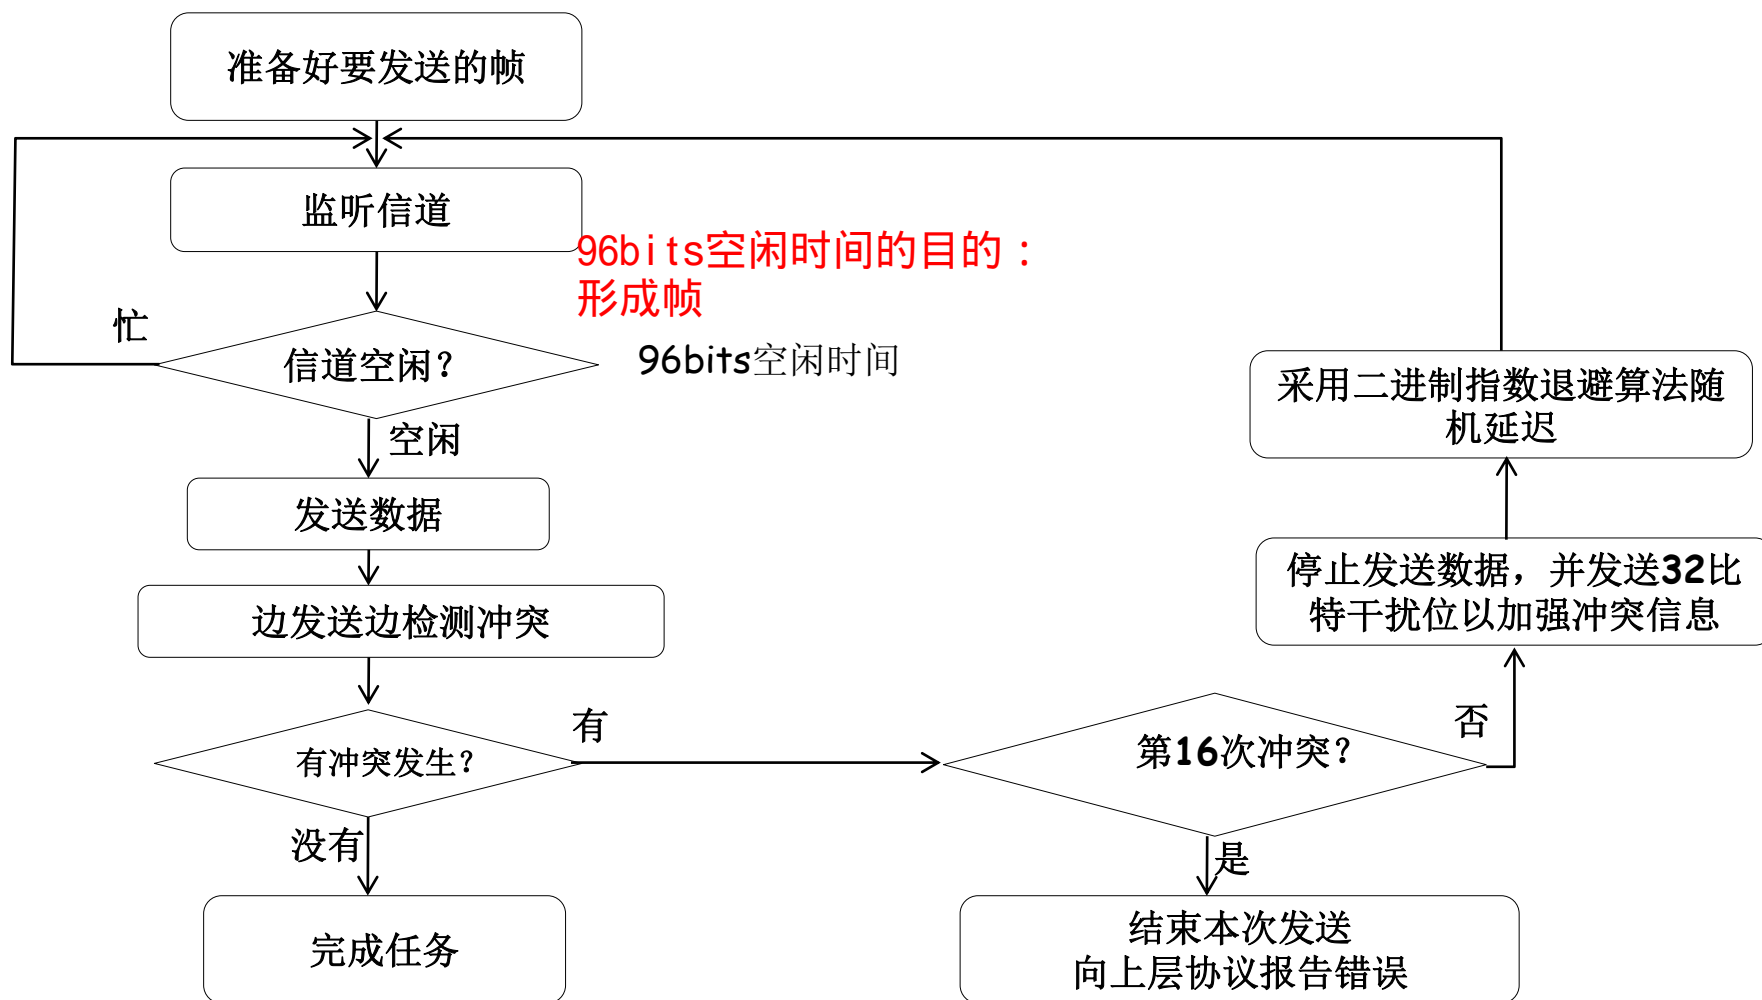 准备好要发送的帧
监听信道
96bits空闲时间的目的：
形成帧
忙
信道空闲？
96bits空闲时间
空闲
采用二进制指数退避算法随
机延迟
发送数据
停止发送数据，并发送32比
特干扰位以加强冲突信息
边发送边检测冲突
有冲突发生？
有
第16次冲突？
否
没有
是
完成任务
结束本次发送
向上层协议报告错误